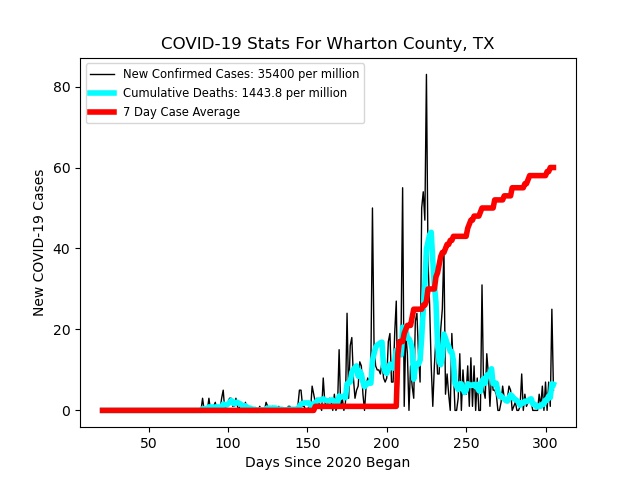 COVID-19 Stats For Wharton County, TX
New Confirmed Cases: 35400 per million
Cumulative Deaths: 1443.8 per million
7 Day Case Average
80
60
40
20
0
New COVID-19 Cases
50 100 150 200 250 300
Days Since 2020 Began